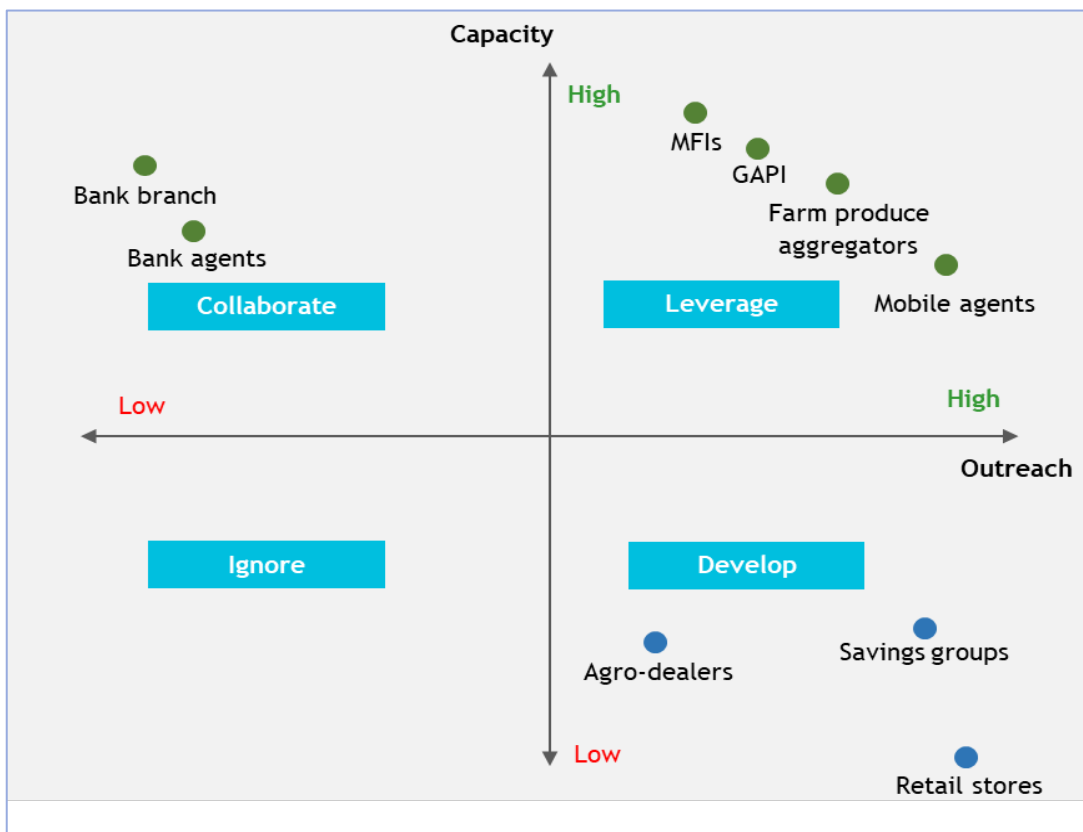 Capacity
High
MFIs
GAPI
Bank branch
Farm produce
aggregators
Bank agents
Collaborate
Leverage
Mobile agents
Low
High
Outreach
Ignore
Develop
Agro-dealers
Savings groups
Low
Retail stores